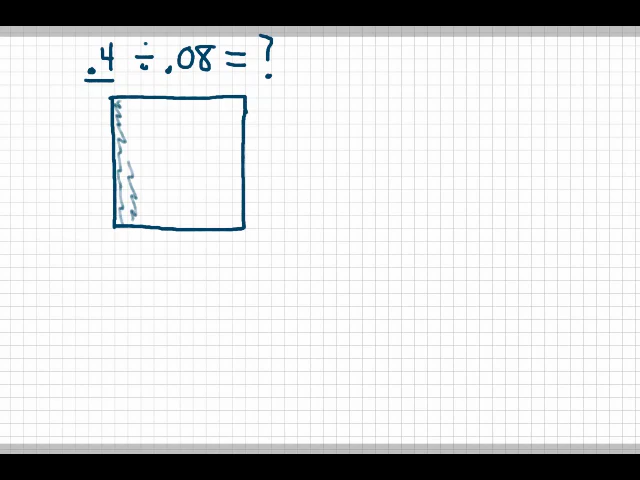 .4 ÷ .08 = ?